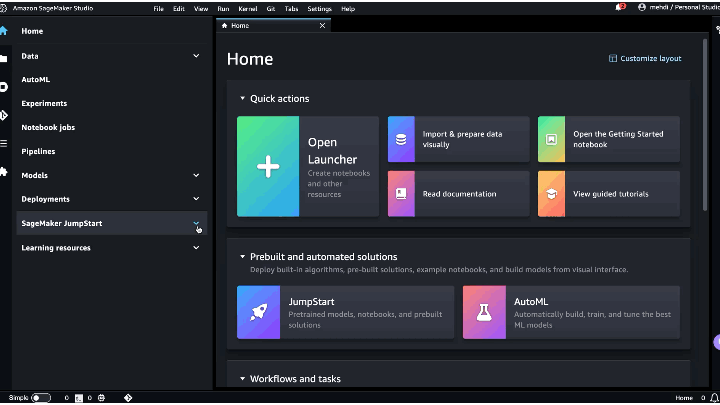 Amazon SageMaker Studio File Edit View Run Kernel Git Tabs Settings Help 2 mehdi / Personal Studio
Home
Data
AutoML
Experiments
Notebook jobs
Pipelines
Models
Deployments
SageMaker JumpStart
Learning resources
Home
Home
Customize layout
Quick actions
Open
Launcher
Create notebooks
and other
resources
Import & prepare data
visually
Open the Getting Started
notebook
Read documentation
View guided tutorials
Prebuilt and automated solutions
Deploy built-in algorithms, pre-built solutions, example notebooks, and build models from visual interface.
JumpStart
Pretrained models, notebooks, and prebuilt
solutions
AutoML
Automatically build, train, and tune the best
ML models
Workflows and tasks
Simple 0 0 Home 0